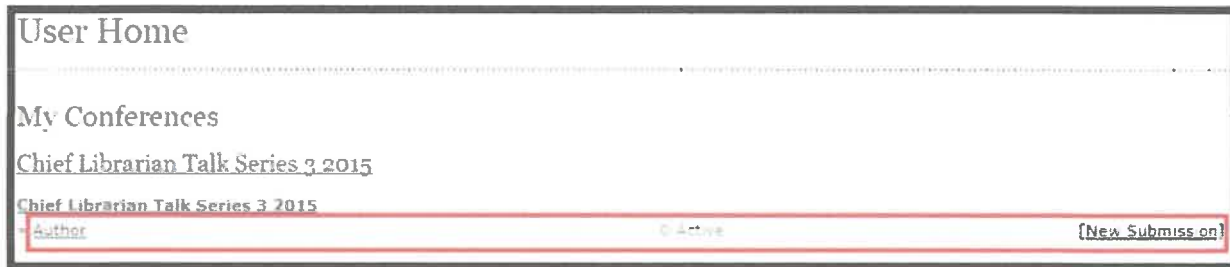 User Home
My Conferences
Chief Librarian Talk Series 3 2015
Chief Librarian Talk Series 3 2015
Author 0 Active [New Submission]